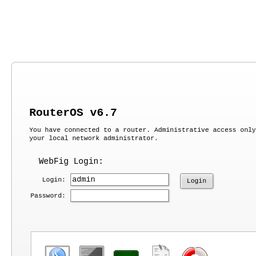 RouterOS v6.7
You have connected to a router. Administrative access only
your local network administrator.
WebFig Login:
Login: admin Login
Password: